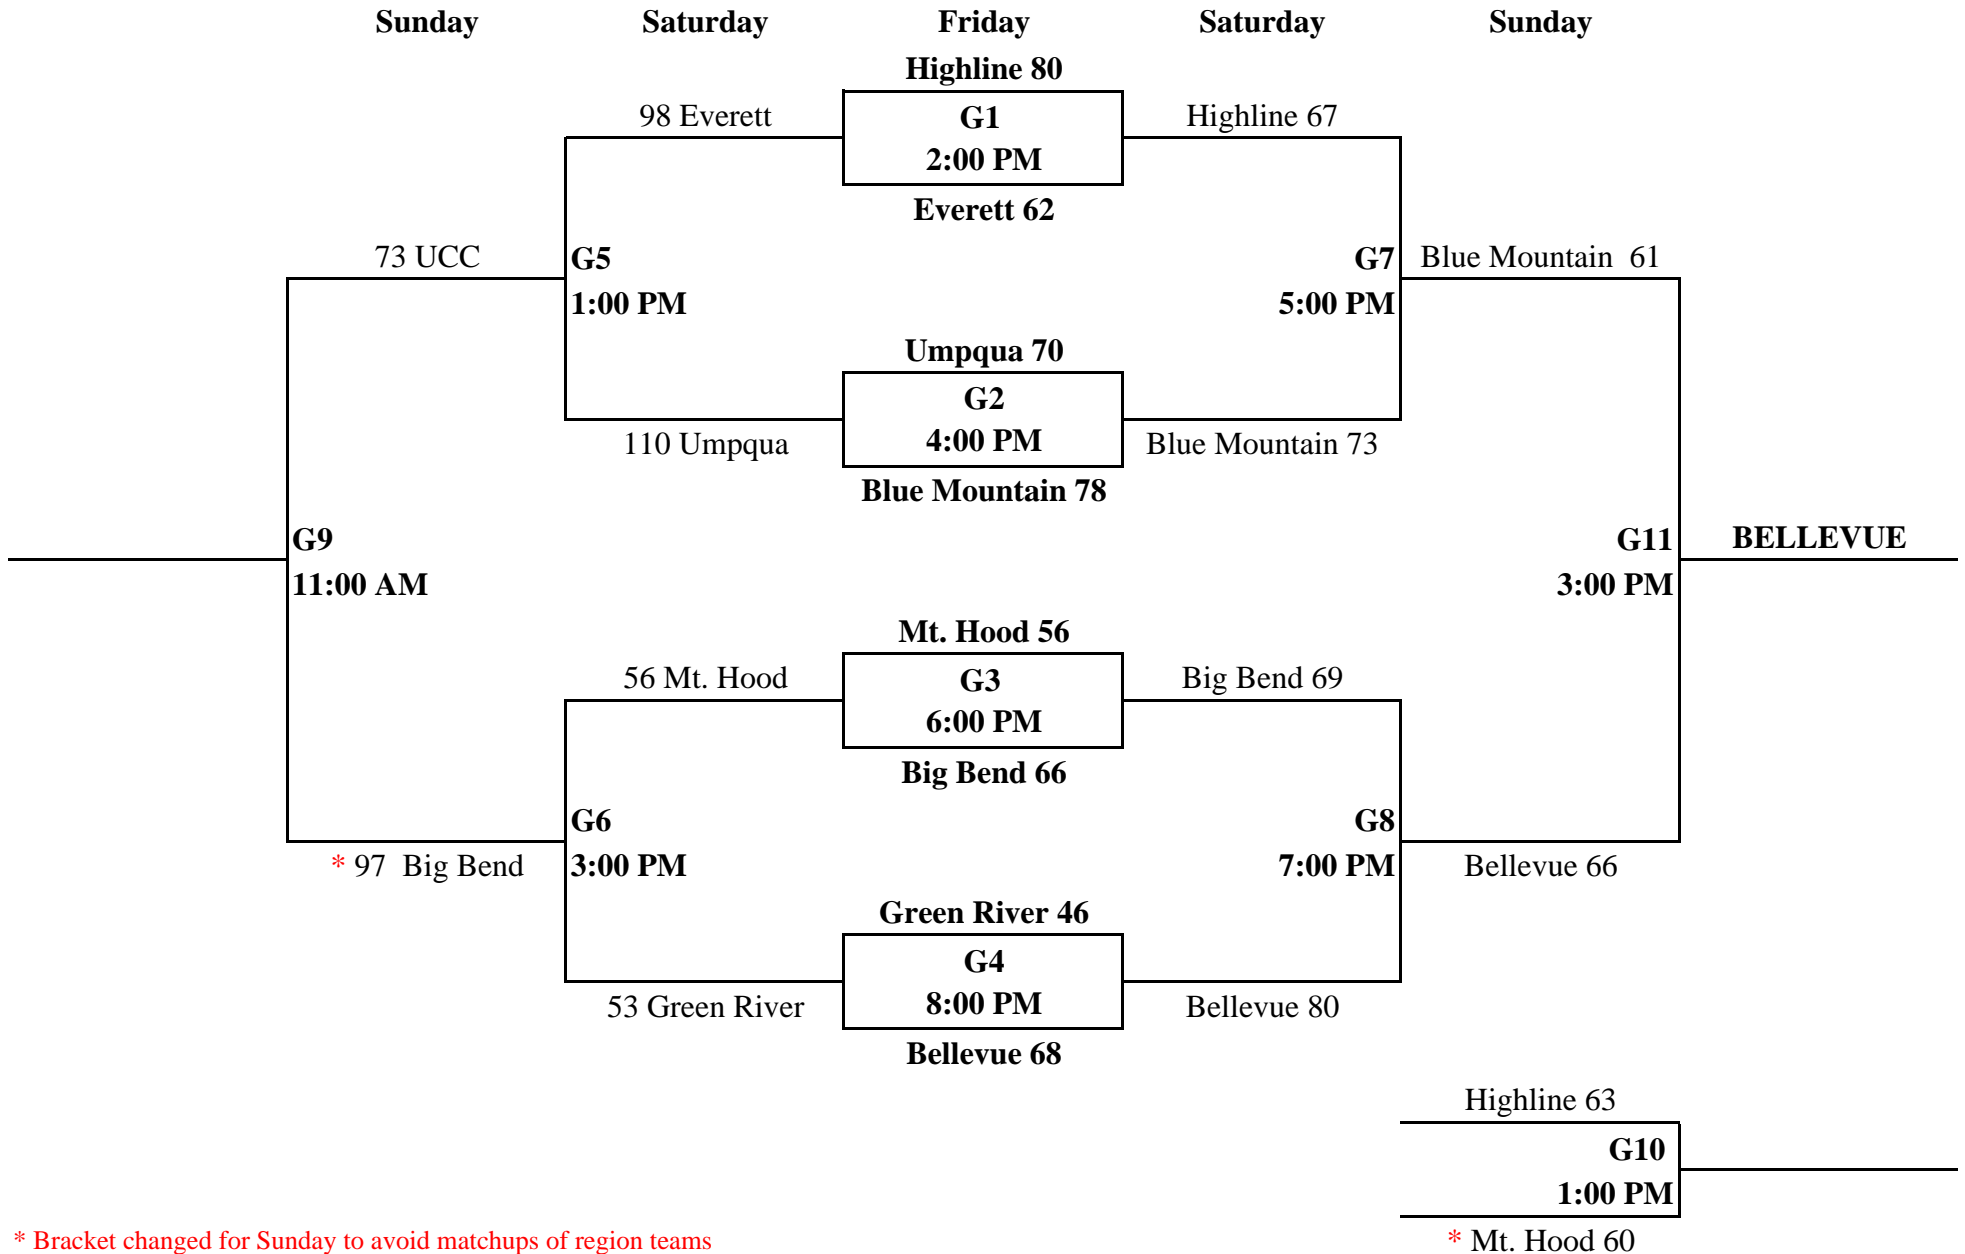 Sunday Saturday Friday Saturday Sunday
Highline 80
98 Everett G1 Highline 67
2:00 PM
Everett 62
73 UCC G5 G7 Blue Mountain 61
1:00 PM 5:00 PM
Umpqua 70
G2
110 Umpqua 4:00 PM Blue Mountain 73
Blue Mountain 78
G9 G11 BELLEVUE
11:00 AM 3:00 PM
Mt. Hood 56
56 Mt. Hood G3 Big Bend 69
6:00 PM
Big Bend 66
G6 G8
* 97 Big Bend 3:00 PM 7:00 PM Bellevue 66
Green River 46
G4
53 Green River 8:00 PM Bellevue 80
Bellevue 68
Highline 63
G10
1:00 PM
* Bracket changed for Sunday to avoid matchups of region teams * Mt. Hood 60